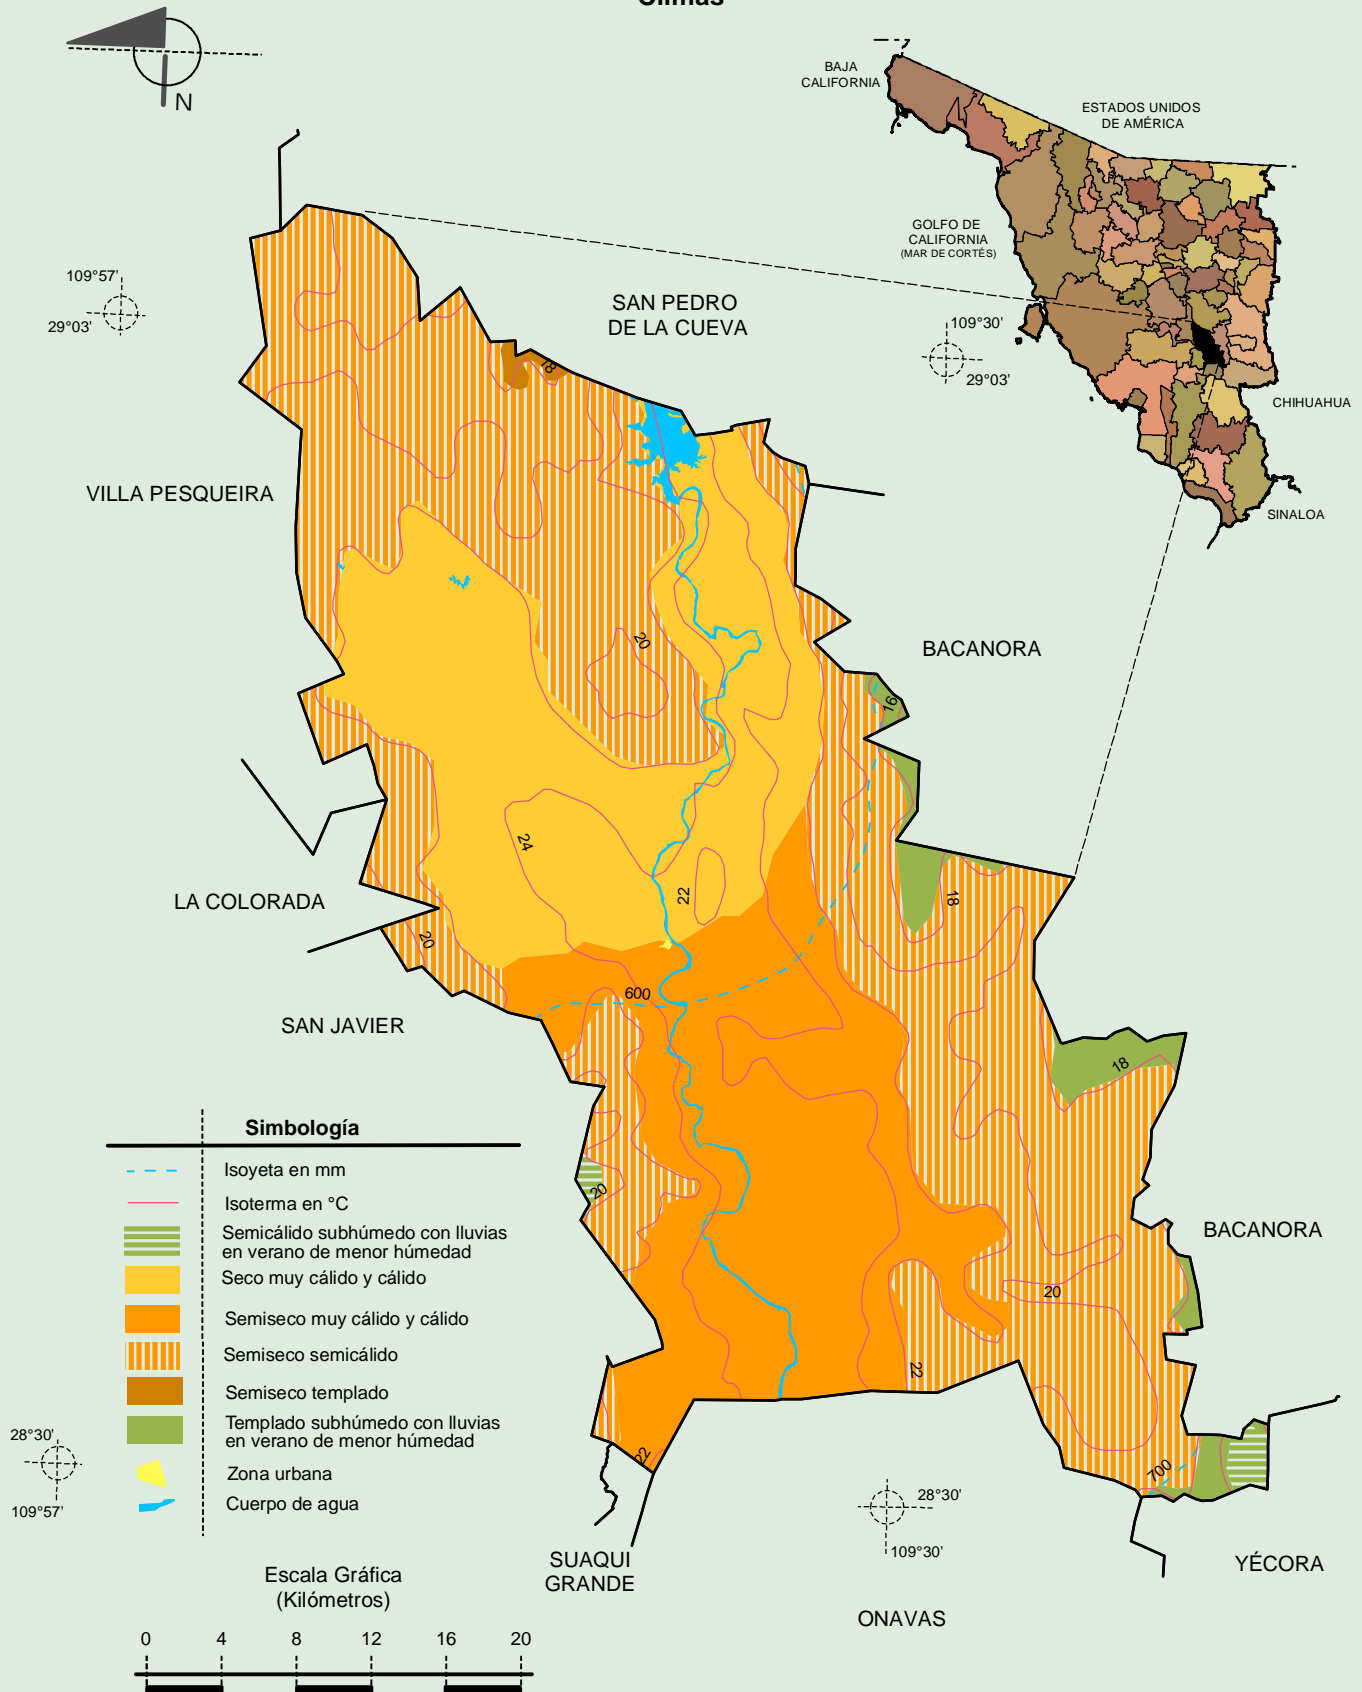 Climas
N
BAJA
CALIFORNIA
ESTADOS UNIDOS
DE AMÉRICA
GOLFO DE
CALIFORNIA
(MAR DE CORTÉS)
CHIHUAHUA
SINALOA
109°57'
29°03'
109°30'
29°03'
SAN PEDRO
DE LA CUEVA
18
VILLA PESQUEIRA
20
BACANORA
16
24
22
18
LA COLORADA
20
600
SAN JAVIER
18
20
BACANORA
20
22
22
700
Simbología
Isoyeta en mm
Isoterma en °C
Semicálido subhúmedo con lluvias
en verano de menor húmedad
Seco muy cálido y cálido
Semiseco muy cálido y cálido
Semiseco semicálido
Semiseco templado
Templado subhúmedo con lluvias
en verano de menor húmedad
Zona urbana
Cuerpo de agua
28°30'
109°57'
28°30'
109°30'
SUAQUI
GRANDE
YÉCORA
ONAVAS
Escala Gráfica
(Kilómetros)
0 4 8 12 16 20